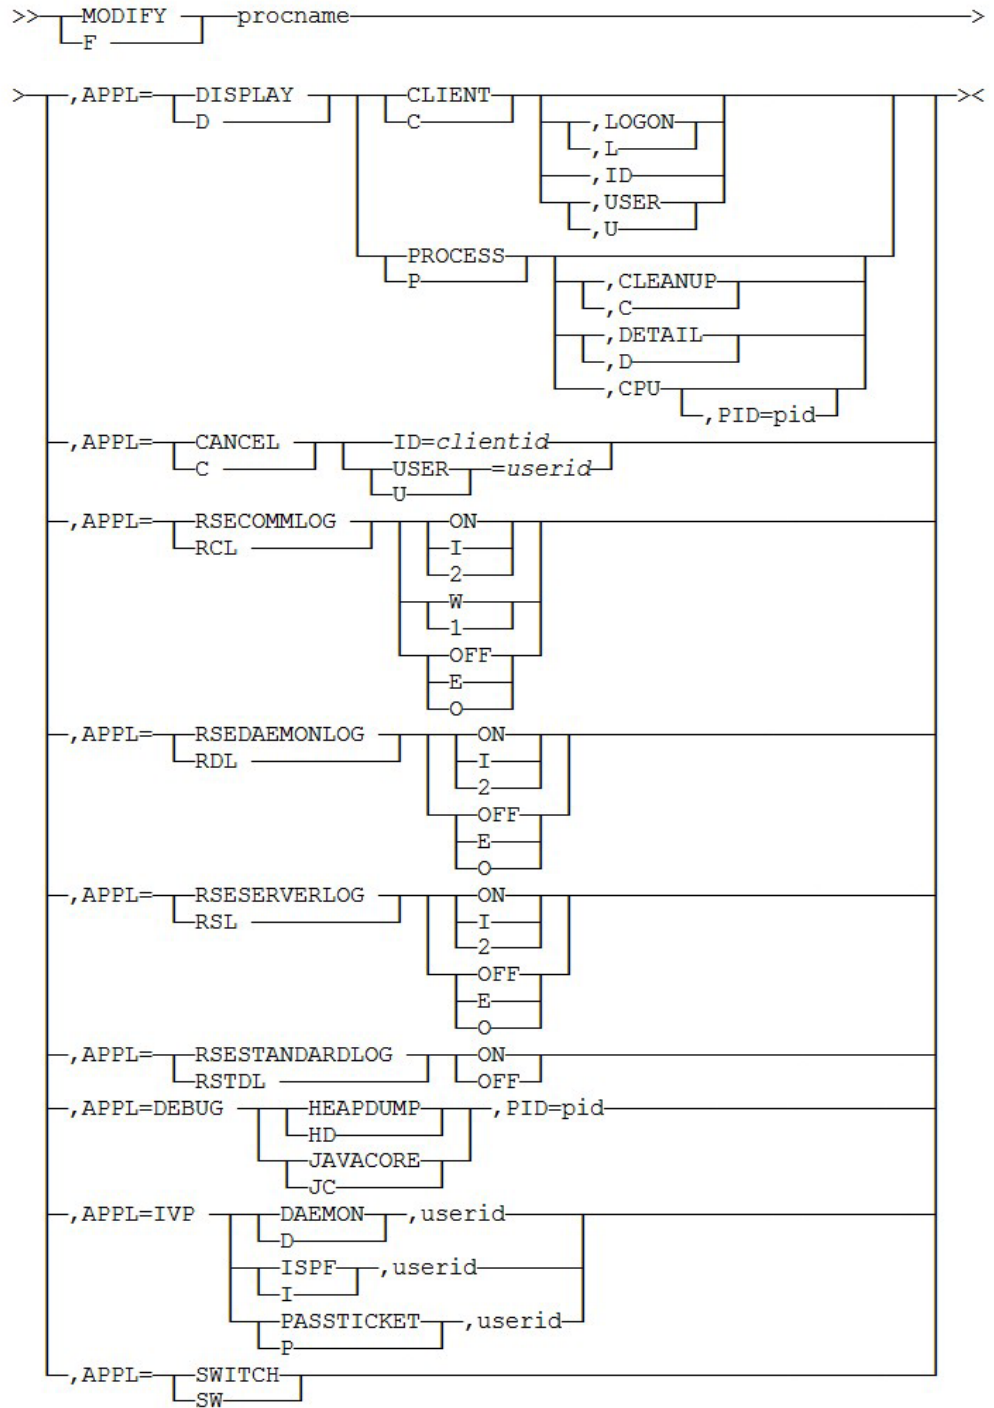 >> MODIFY procname >
F
> ,APPL= DISPLAY CLIENT ><
D C ,LOGON
,L
,ID
,USER
,U
PROCESS
P ,CLEANUP
,C
,DETAIL
,D
,CPU
,PID=pid
,APPL= CANCEL ID=clientid
C USER =userid
U
,APPL= RSECOMMLOG ON
RCL I
2
W
1
OFF
E
O
,APPL= RSEDAEMONLOG ON
RDL I
2
OFF
E
O
,APPL= RSESERVERLOG ON
RSL I
2
OFF
E
O
,APPL= RSESTANDARDLOG ON
RSTDL OFF
,APPL=DEBUG HEAPDUMP ,PID=pid
HD
JAVACORE
JC
,APPL=IVP DAEMON ,userid
D
ISPF ,userid
I
PASSTICKET ,userid
P
,APPL= SWITCH
SW